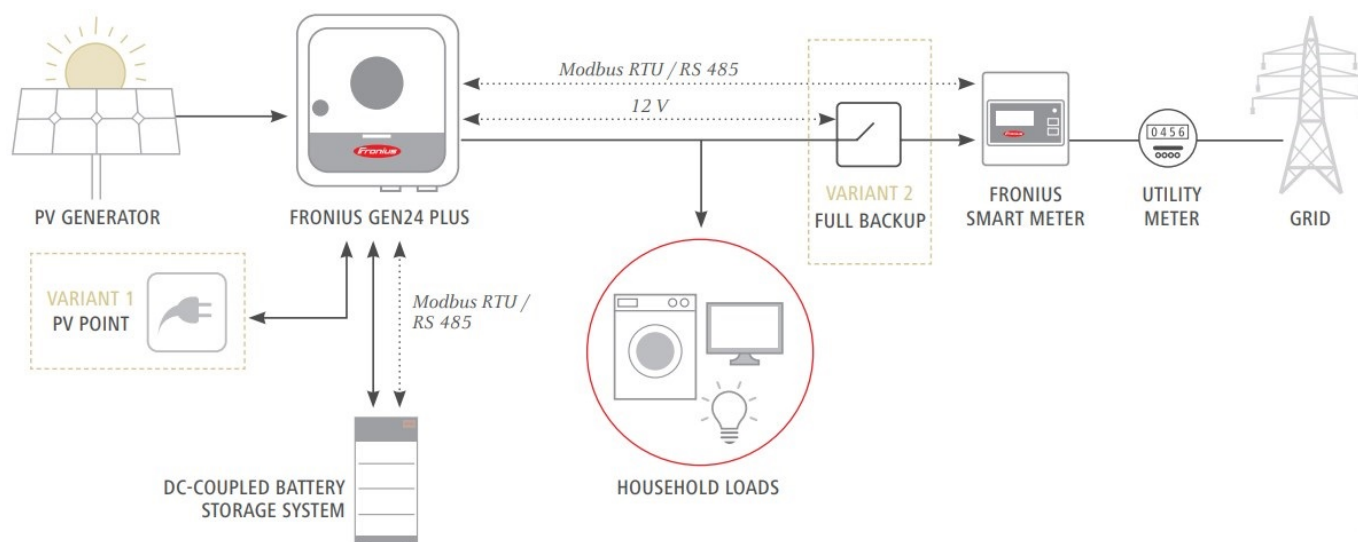 Modbus RTU / RS 485
12 V
Fronius
0456
PV GENERATOR
FRONIUS GEN24 PLUS
VARIANT 2
FULL BACKUP
FRONIUS
SMART METER
UTILITY
METER
GRID
VARIANT 1
PV POINT
Modbus RTU /
RS 485
DC-COUPLED BATTERY
STORAGE SYSTEM
HOUSEHOLD LOADS